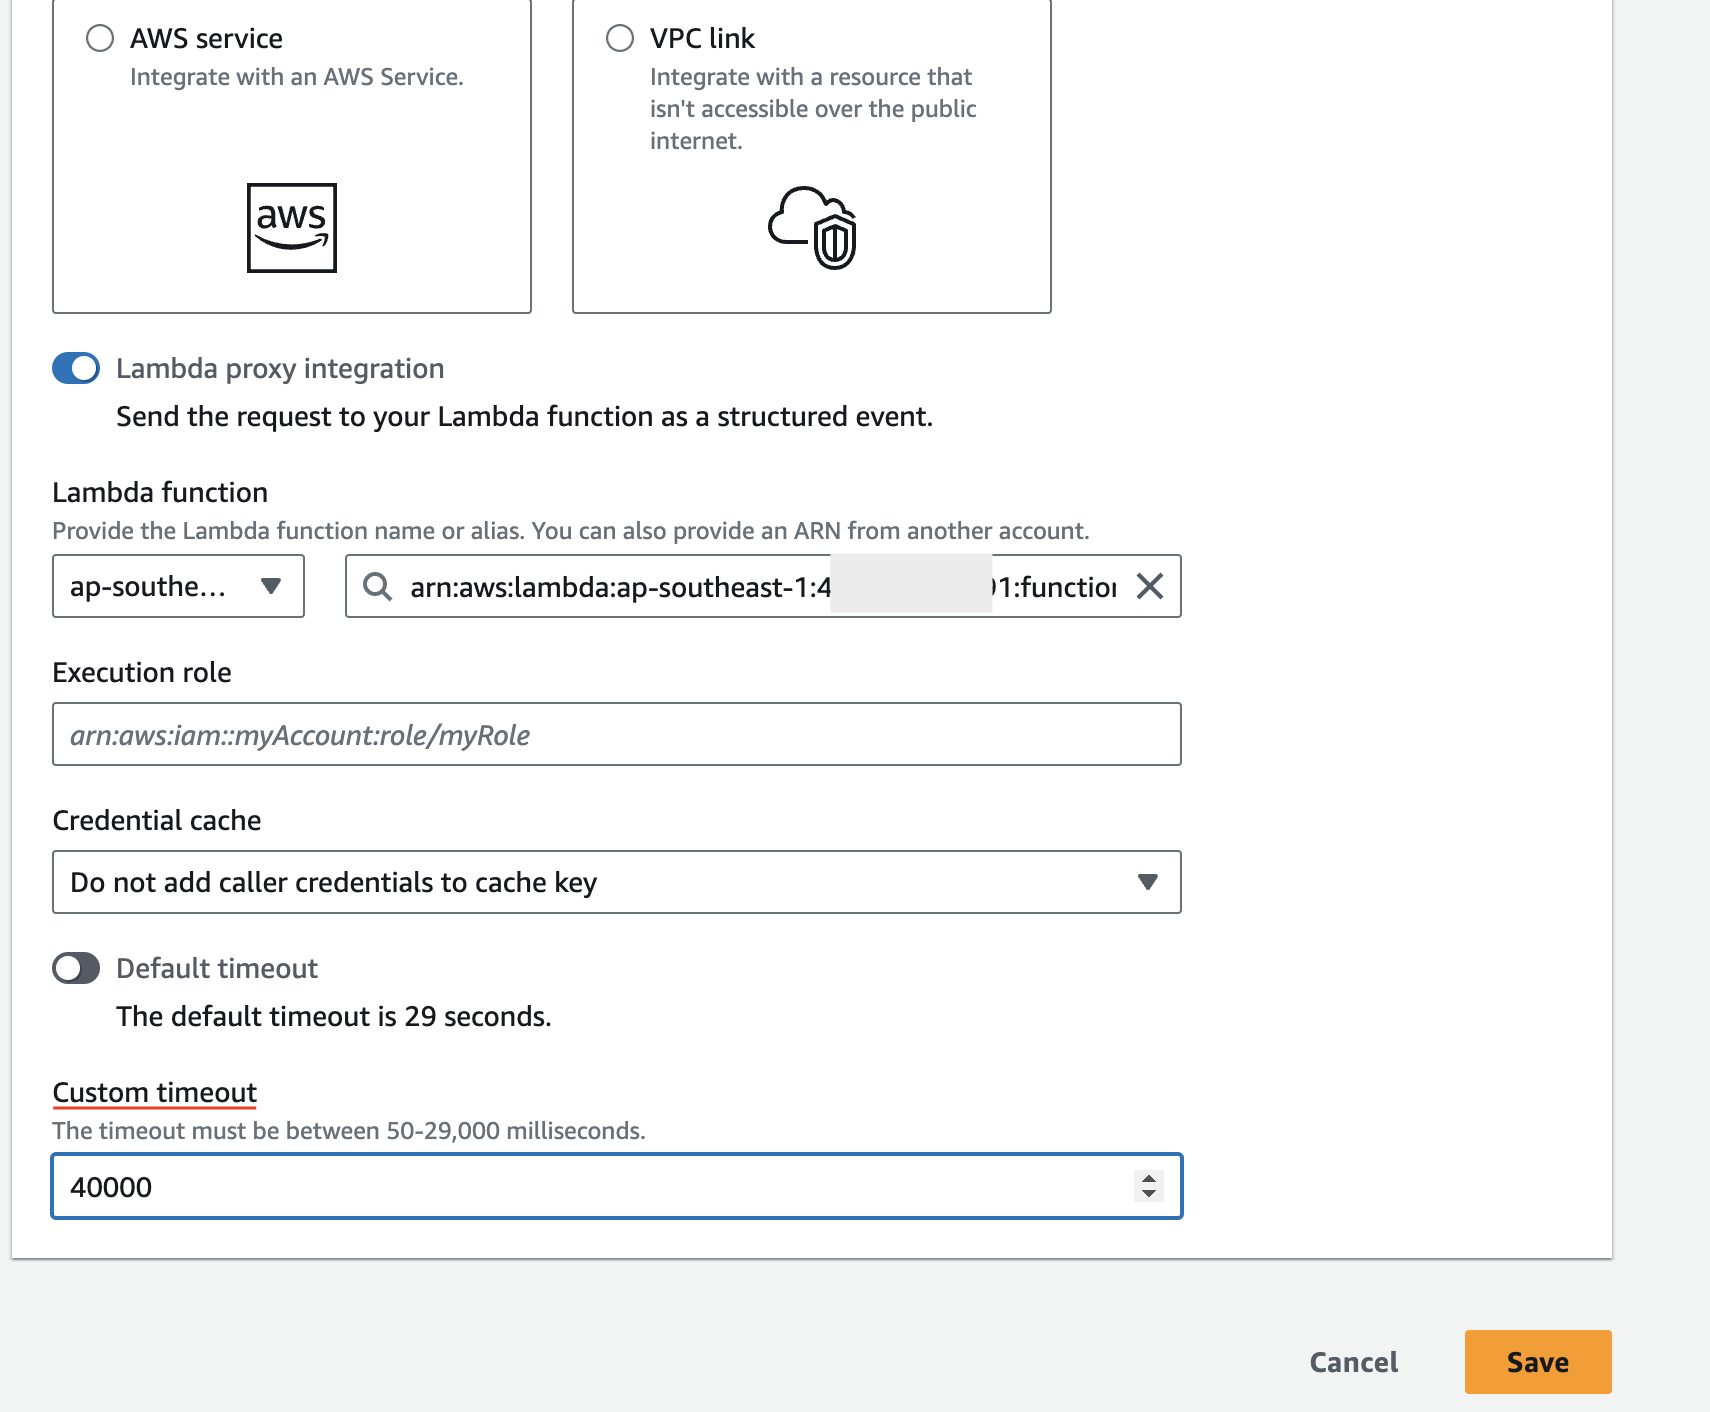 AWS service
Integrate with an AWS Service.
aws
VPC link
Integrate with a resource that
isn't accessible over the public
internet.
Lambda proxy integration
Send the request to your Lambda function as a structured event.
Lambda function
Provide the Lambda function name or alias. You can also provide an ARN from another account.
ap-southe...
arn:aws:lambda:ap-southeast-1:4 1:function
Execution role
arn:aws:iam::myAccount:role/myRole
Credential cache
Do not add caller credentials to cache key
Default timeout
The default timeout is 29 seconds.
Custom timeout
The timeout must be between 50-29,000 milliseconds.
40000
Cancel
Save